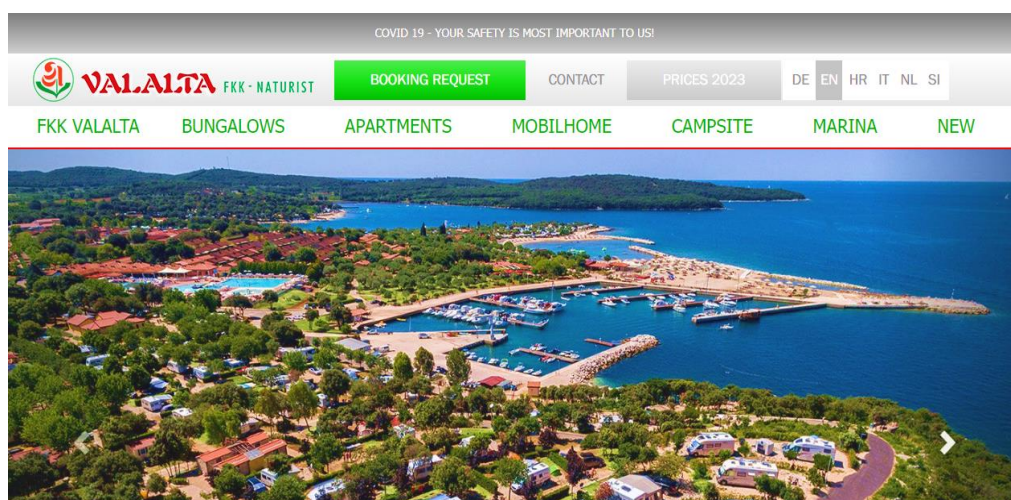 COVID 19 - YOUR SAFETY IS MOST IMPORTANT TO US!
VALALTA FKK - NATURIST
BOOKING REQUEST
CONTACT
PRICES 2023
DE EN HR IT NL SI
FKK VALALTA
BUNGALOWS
APARTMENTS
MOBILHOME
CAMPSITE
MARINA
NEW